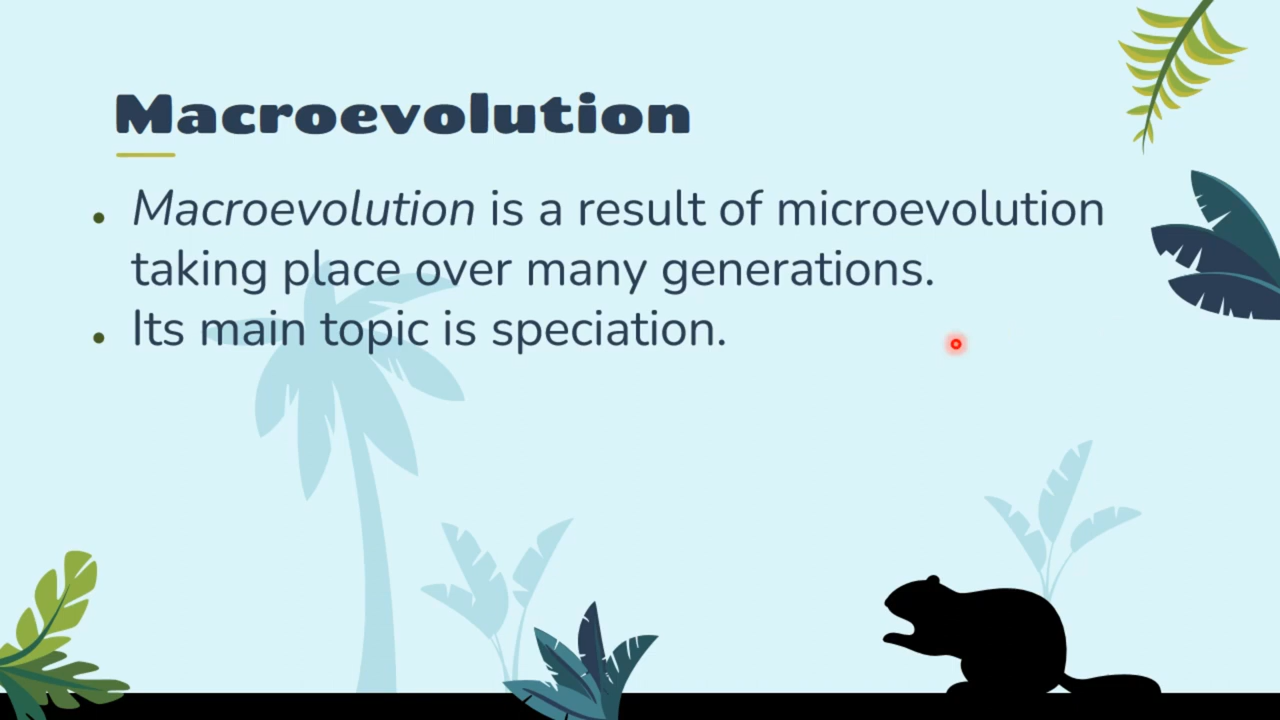 Macroevolution
• Macroevolution is a result of microevolution
taking place over many generations.
• Its main topic is speciation.